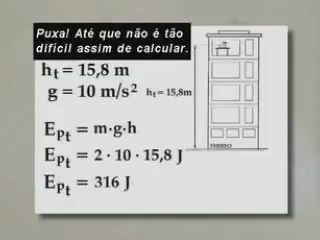 Puxa! Até que não é tão
difícil assim de calcular.
hₜ = 15,8 m
g = 10 m/s² hₜ = 15,8m
Eₚₜ = m·g·h
Eₚₜ = 2 · 10 · 15,8 J
Eₚₜ = 316 J
TERREO